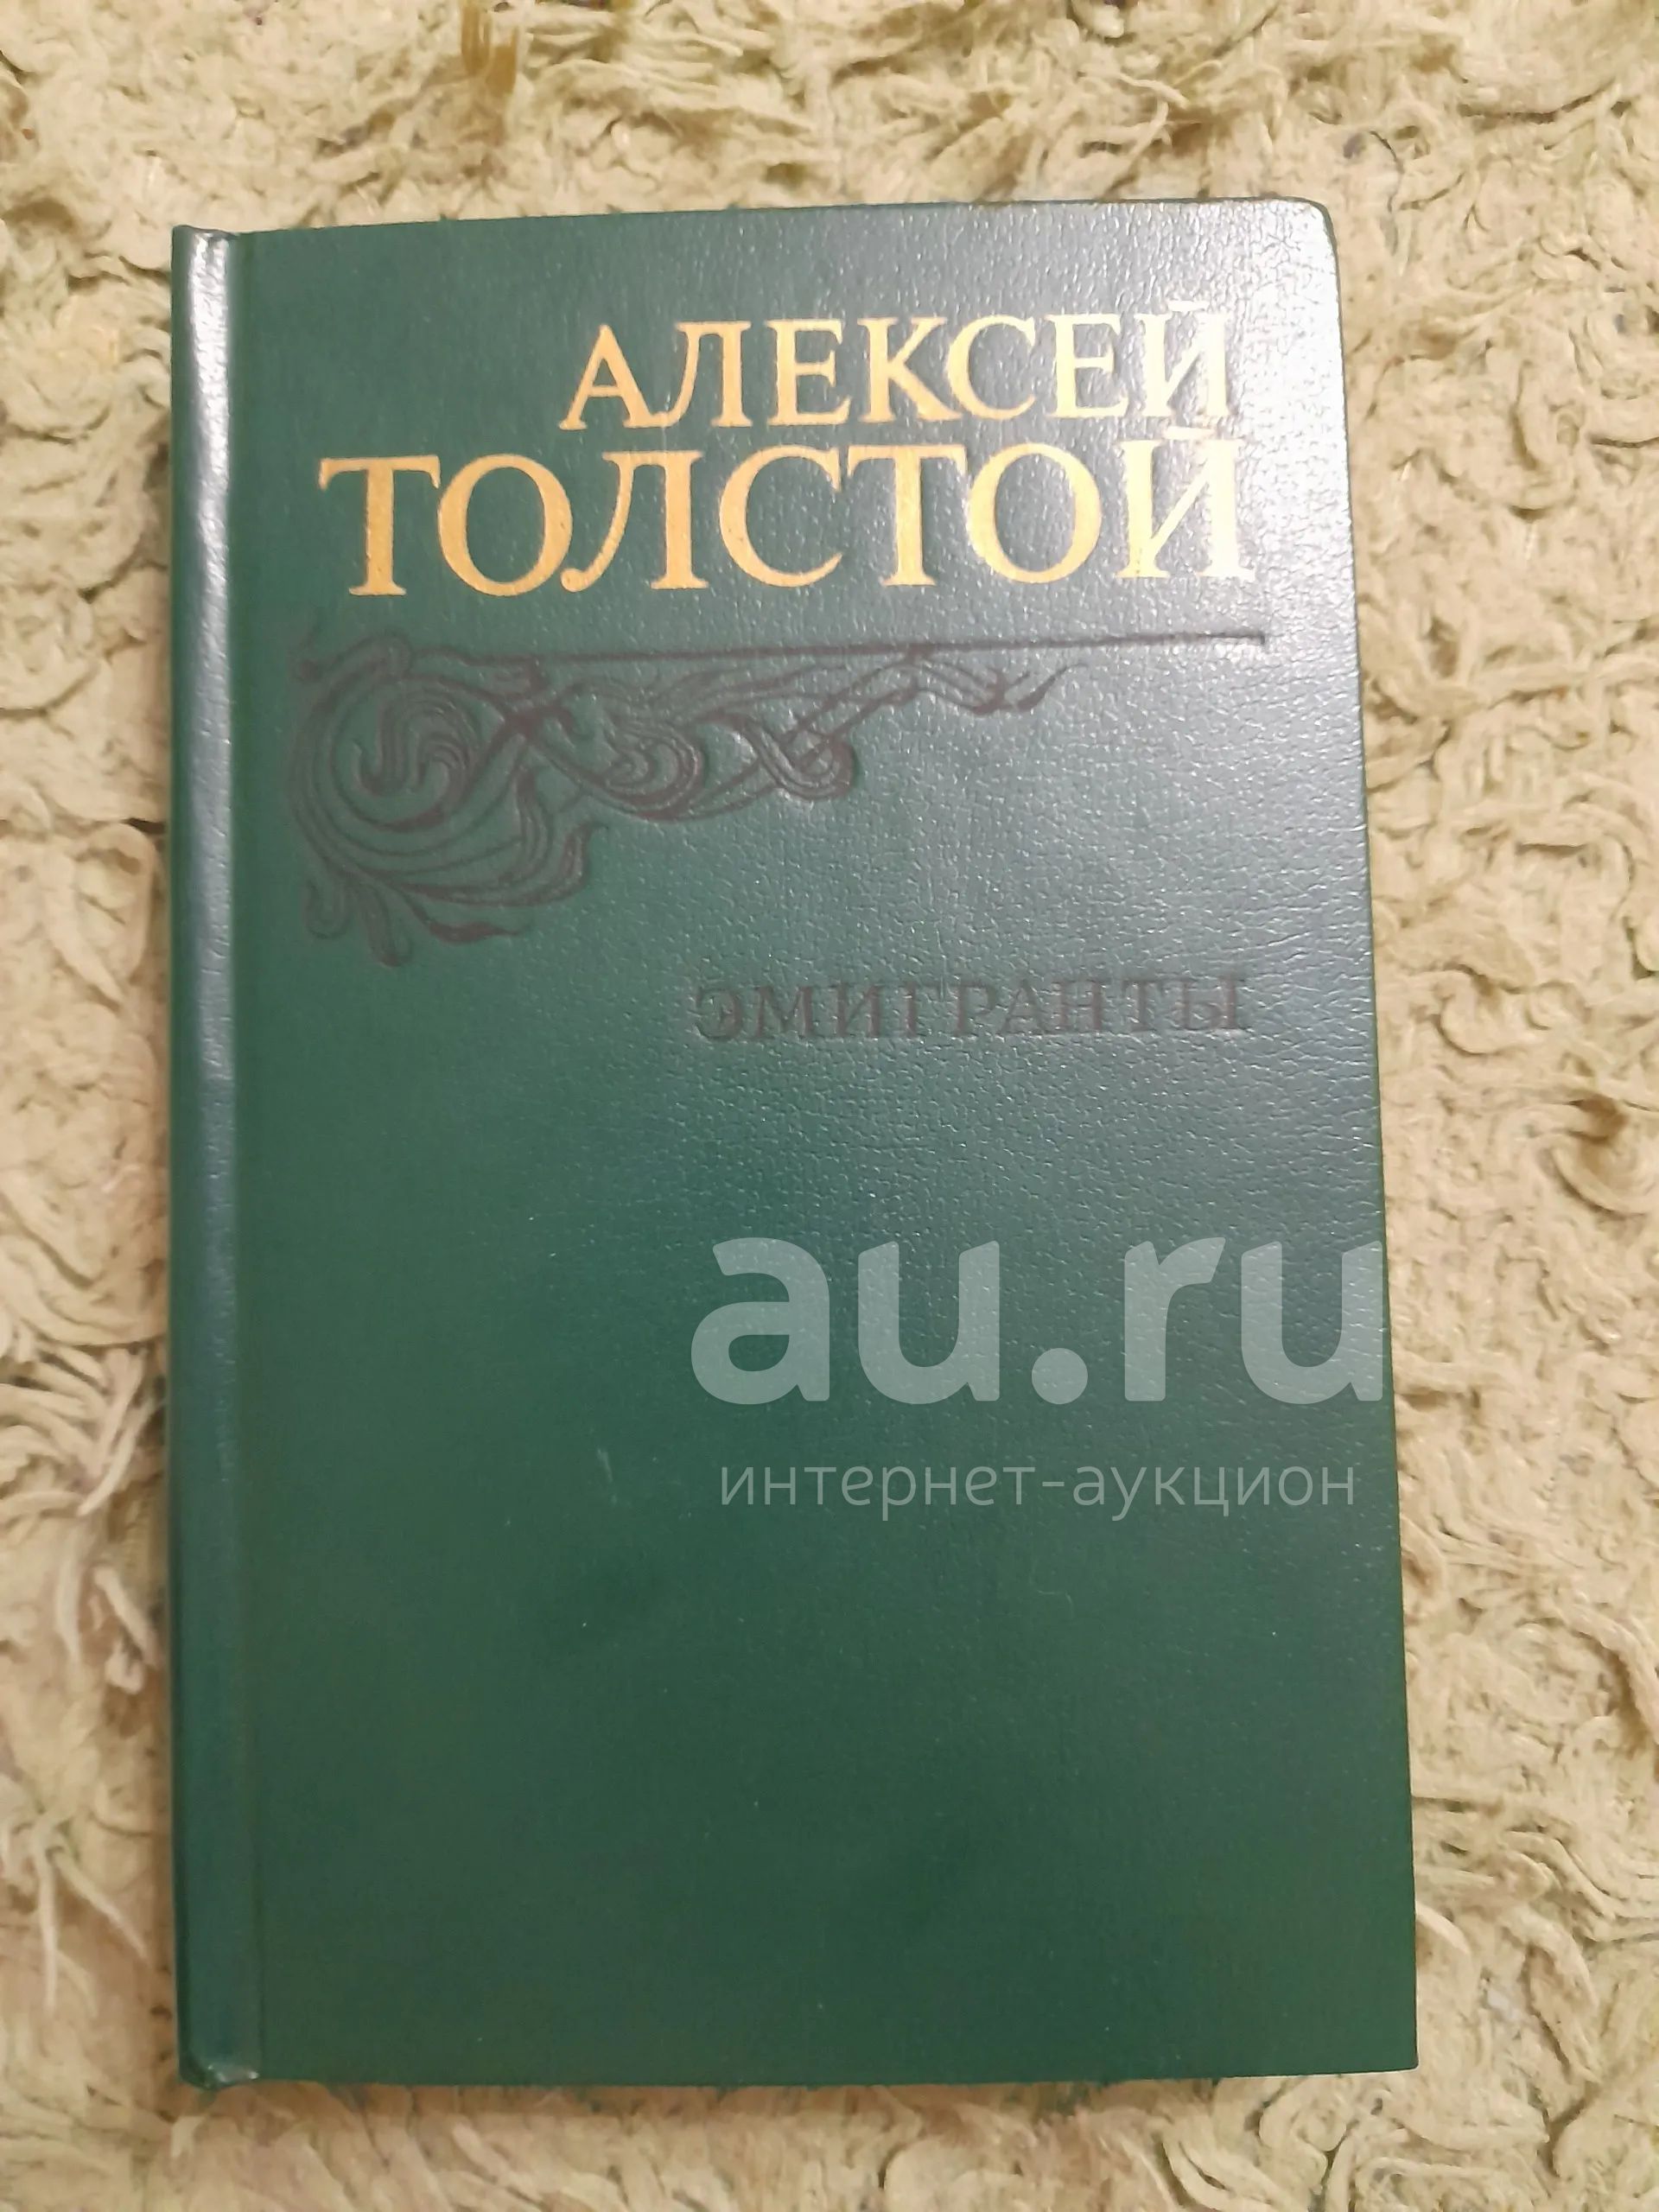 АЛЕКСЕЙ
ТОЛСТОЙ
ЭМИГРАНТЫ
au.ru
интернет-аукцион